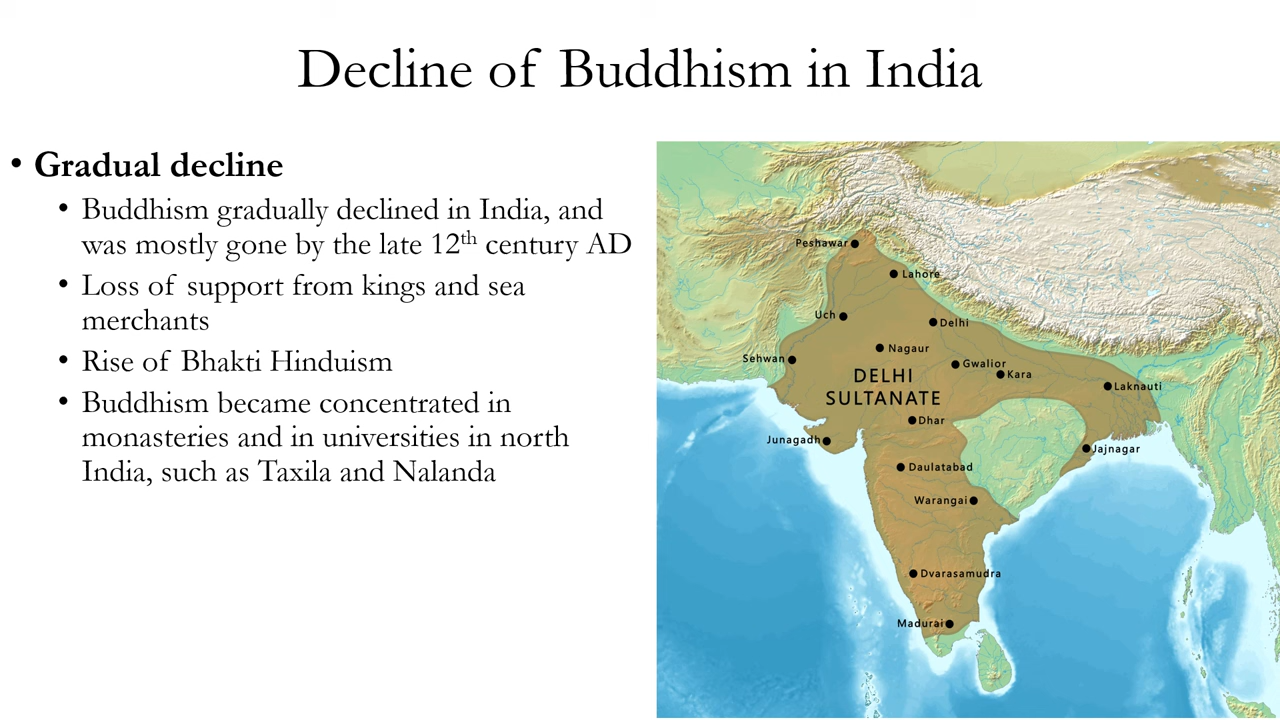 Decline of Buddhism in India
• Gradual decline
• Buddhism gradually declined in India, and
was mostly gone by the late 12th century AD
• Loss of support from kings and sea
merchants
• Rise of Bhakti Hinduism
• Buddhism became concentrated in
monasteries and in universities in north
India, such as Taxila and Nalanda
Peshawar
Lahore
Uch
Delhi
Nagaur
Sehwan
Gwalior
Kara
DELHI
SULTANATE
Laknauti
Dhar
Junagadh
Jajnagar
Daulatabad
Warangai
Dvarasamudra
Madurai